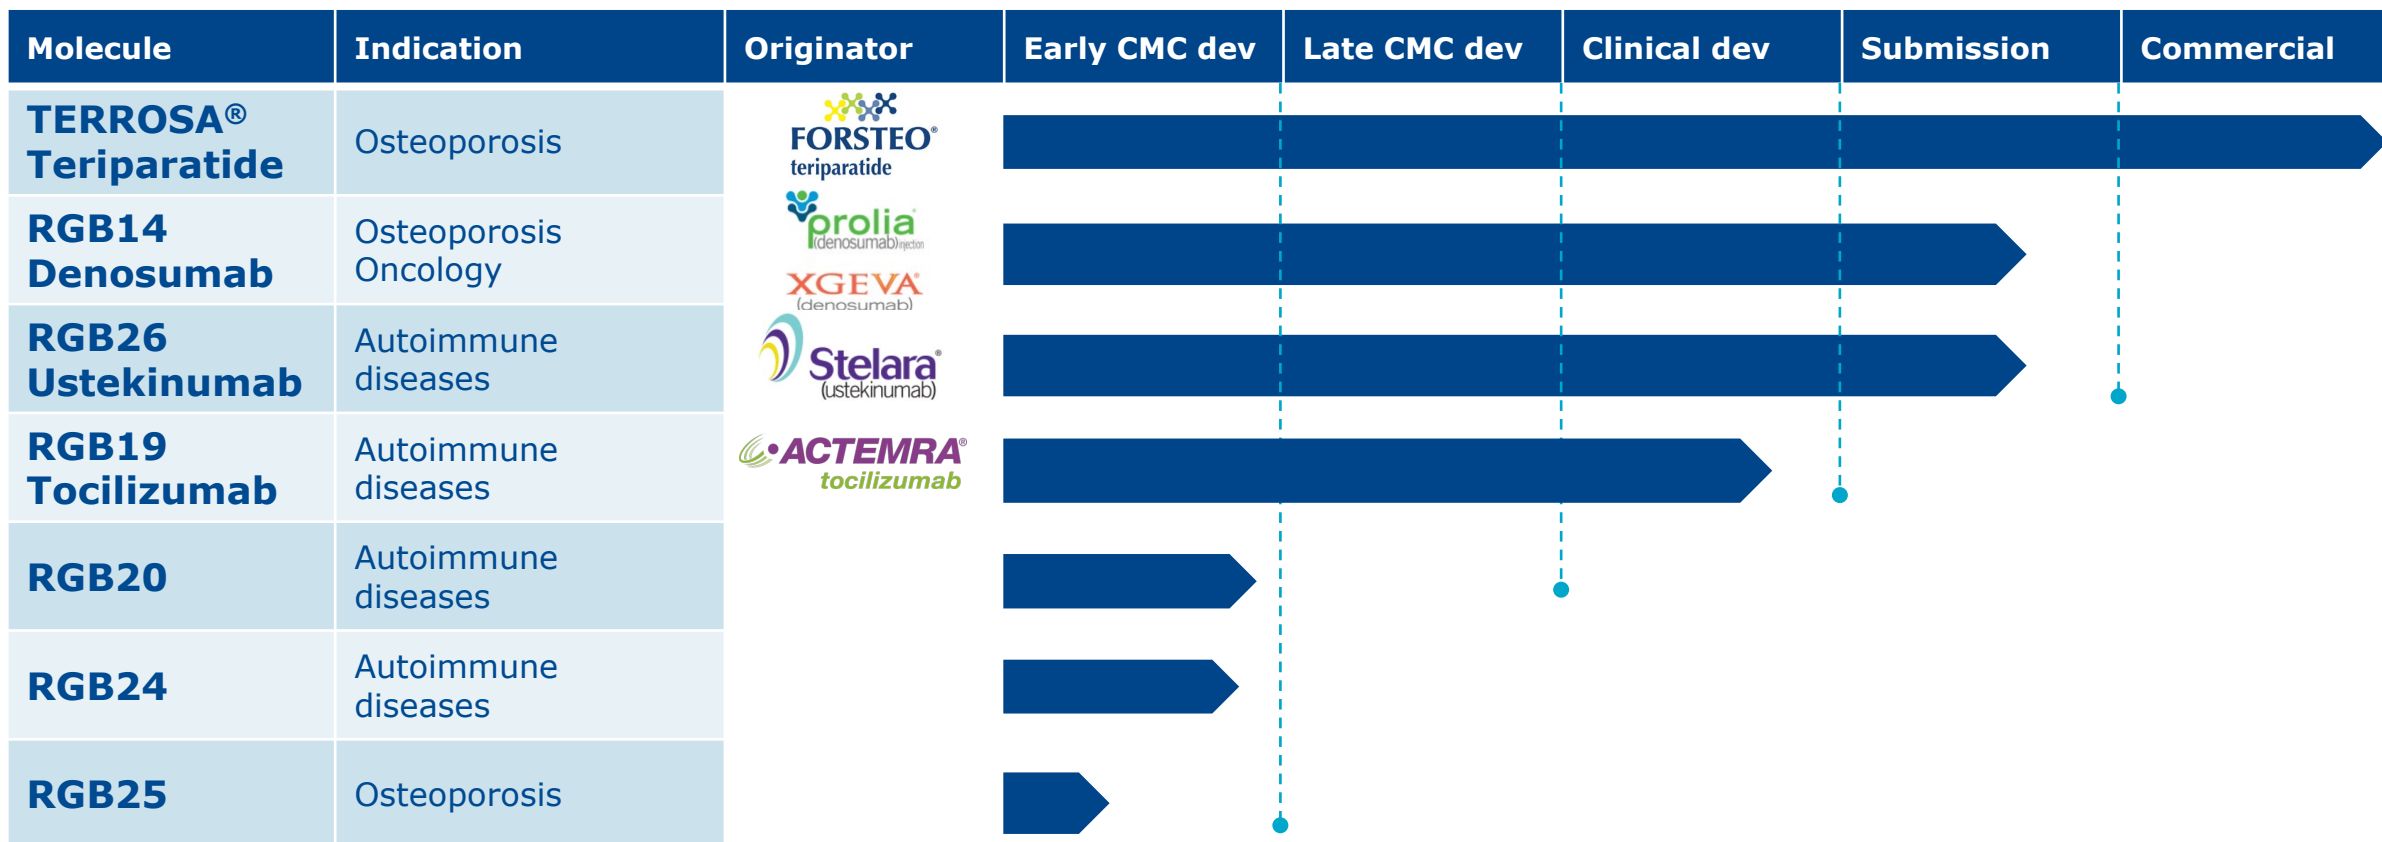 Molecule Indication Originator Early CMC dev Late CMC dev Clinical dev Submission Commercial
TERROSA®
Teriparatide
Osteoporosis
FORSTEO®
teriparatide
RGB14
Denosumab
Osteoporosis
Oncology
prolia
(denosumab) injection
XGEVA®
(denosumab)
RGB26
Ustekinumab
Autoimmune
diseases
Stelara®
(ustekinumab)
RGB19
Tocilizumab
Autoimmune
diseases
ACTEMRA®
tocilizumab
RGB20
Autoimmune
diseases
RGB24
Autoimmune
diseases
RGB25
Osteoporosis